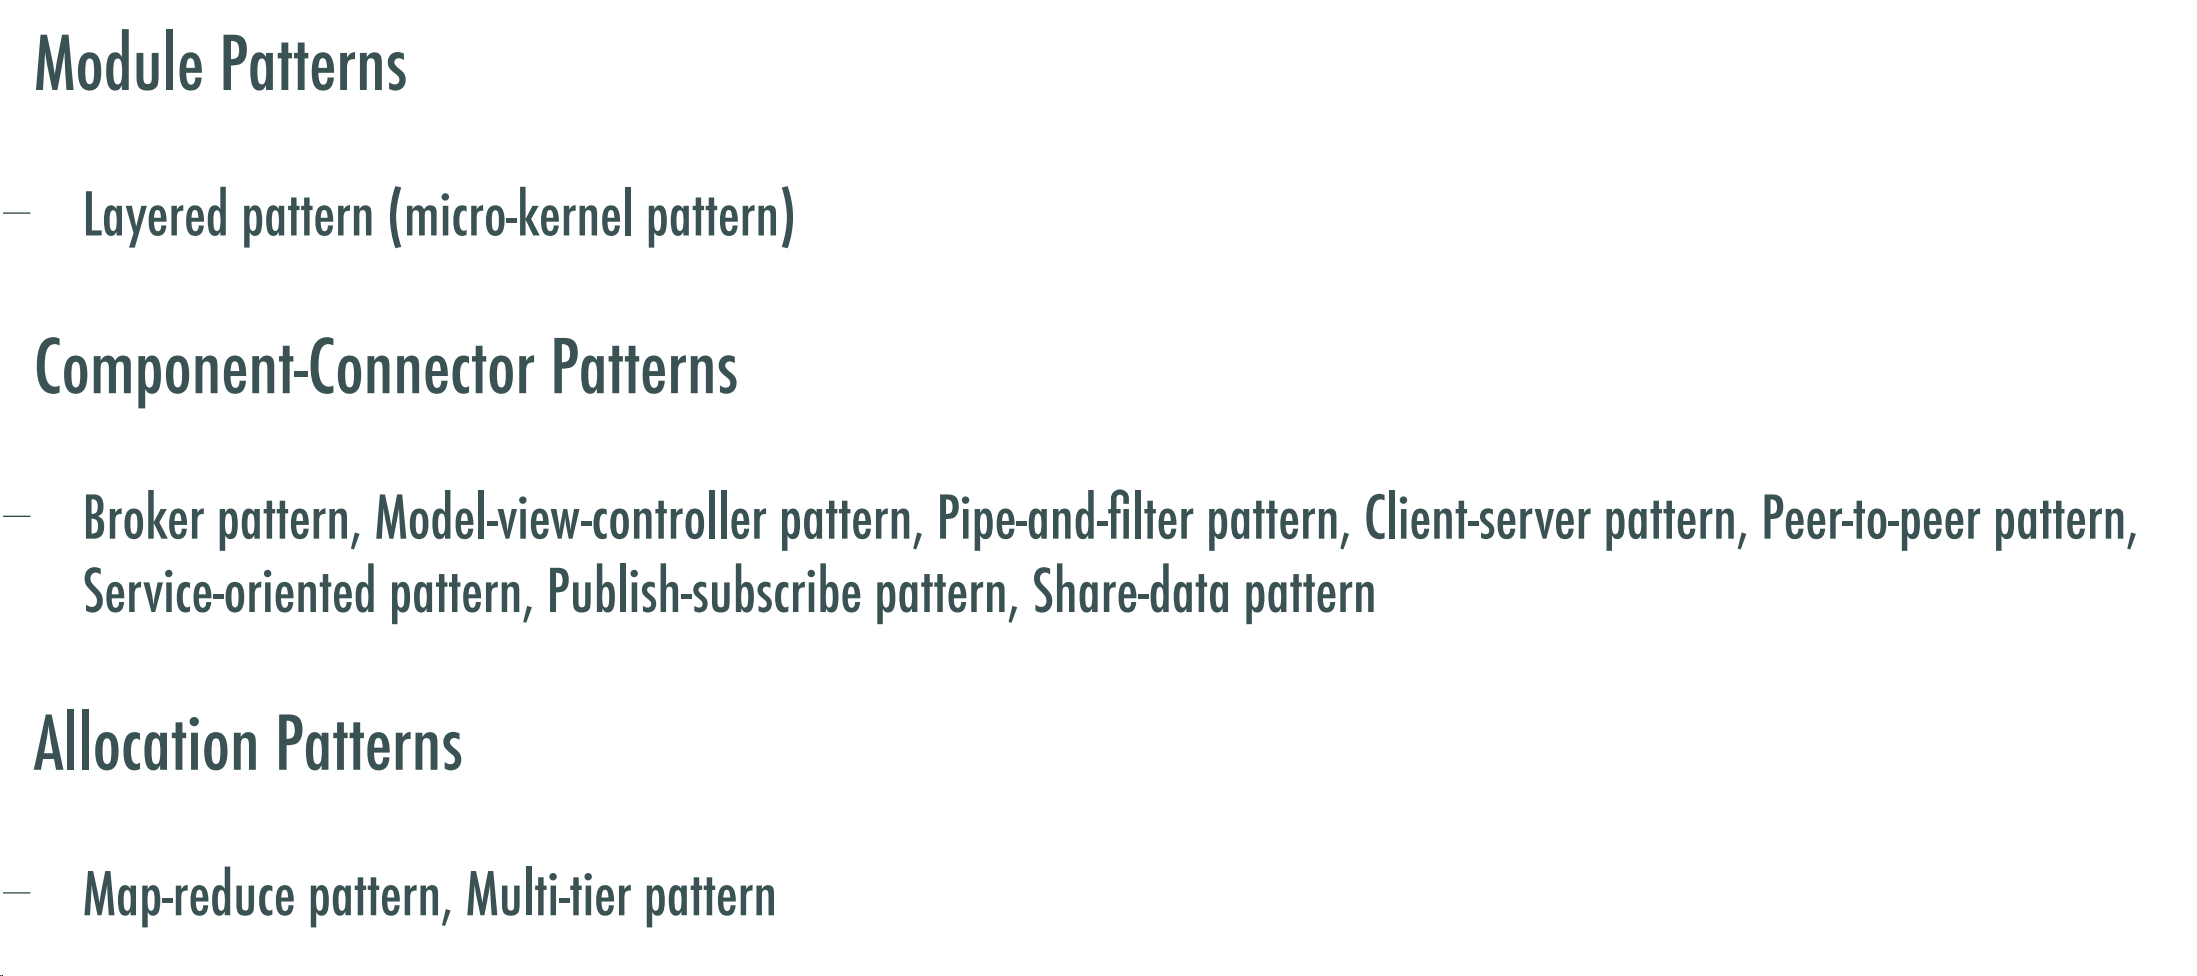 Module Patterns
– Layered pattern (micro-kernel pattern)
Component-Connector Patterns
– Broker pattern, Model-view-controller pattern, Pipe-and-filter pattern, Client-server pattern, Peer-to-peer pattern,
Service-oriented pattern, Publish-subscribe pattern, Share-data pattern
Allocation Patterns
– Map-reduce pattern, Multi-tier pattern